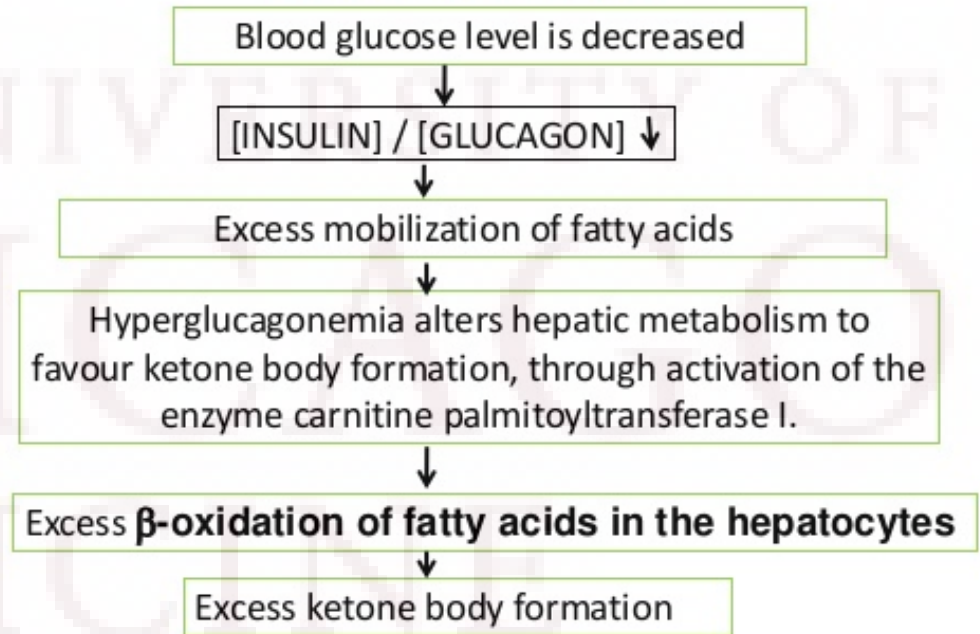 Blood glucose level is decreased
[INSULIN] / [GLUCAGON] ↓
Excess mobilization of fatty acids
Hyperglucagonemia alters hepatic metabolism to
favour ketone body formation, through activation of the
enzyme carnitine palmitoyltransferase I.
Excess β-oxidation of fatty acids in the hepatocytes
Excess ketone body formation